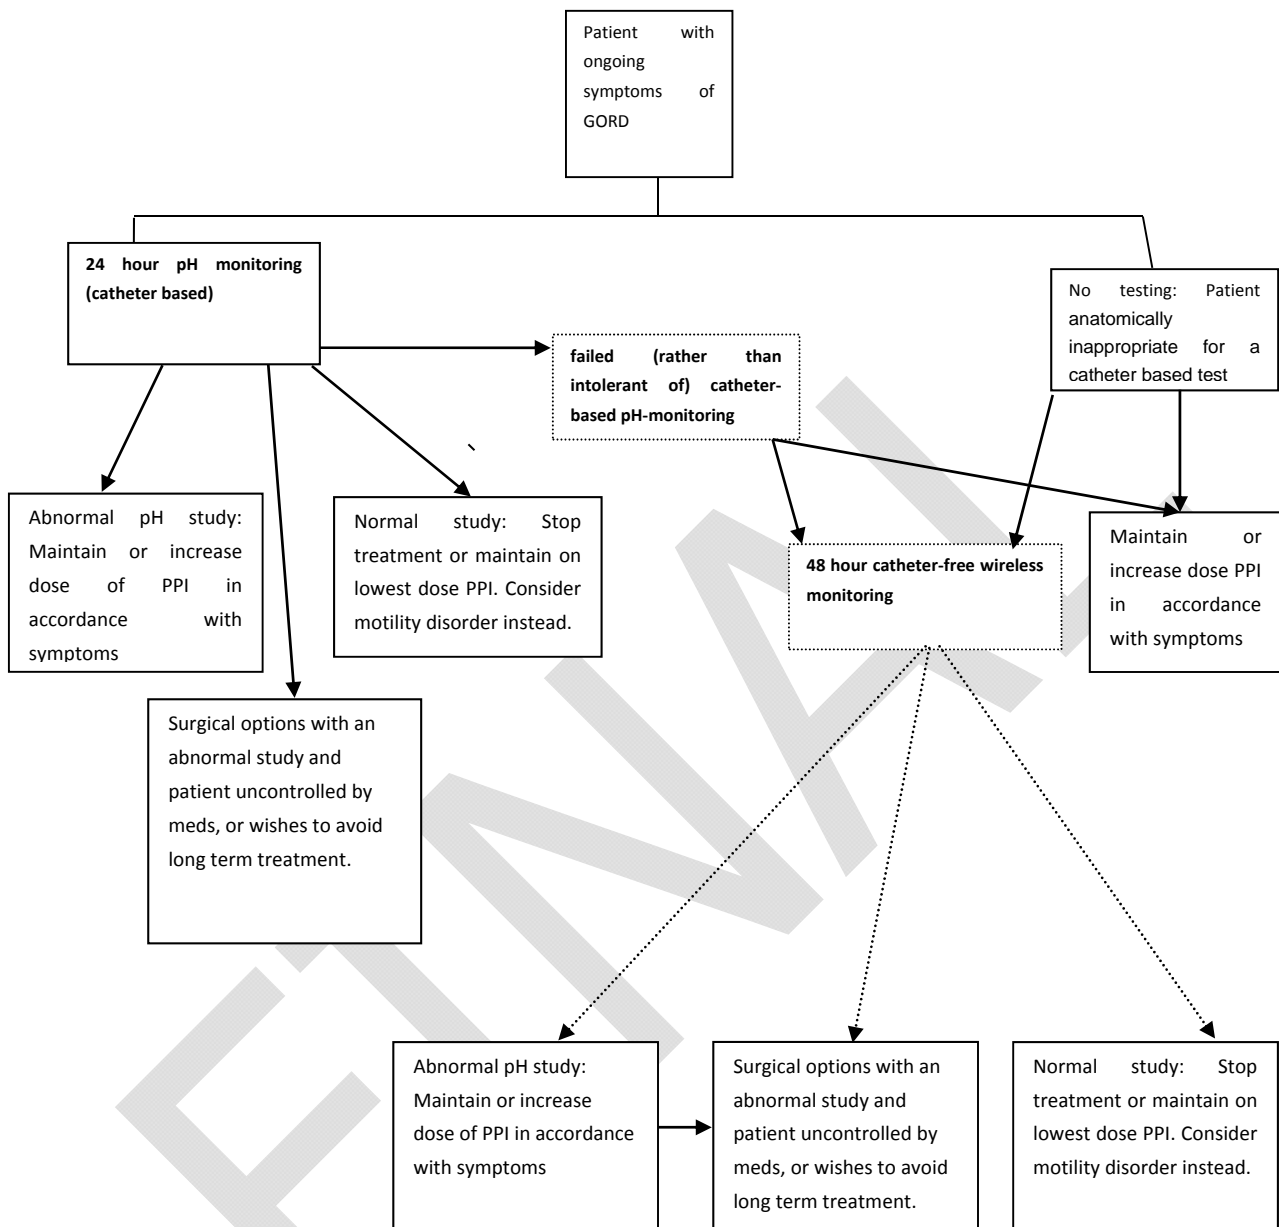 Patient with
ongoing
symptoms of
GORD
24 hour pH monitoring
(catheter based)
No testing: Patient
anatomically
inappropriate for a
catheter based test
failed (rather than
intolerant of) catheter-
based pH-monitoring
Abnormal pH study:
Maintain or increase
dose of PPI in
accordance with
symptoms
Normal study: Stop
treatment or maintain on
lowest dose PPI. Consider
motility disorder instead.
48 hour catheter-free wireless
monitoring
Maintain or
increase dose PPI
in accordance
with symptoms
Surgical options with an
abnormal study and
patient uncontrolled by
meds, or wishes to avoid
long term treatment.
Abnormal pH study:
Maintain or increase
dose of PPI in accordance
with symptoms
Surgical options with an
abnormal study and
patient uncontrolled by
meds, or wishes to avoid
long term treatment.
Normal study: Stop
treatment or maintain on
lowest dose PPI. Consider
motility disorder instead.
FINAL